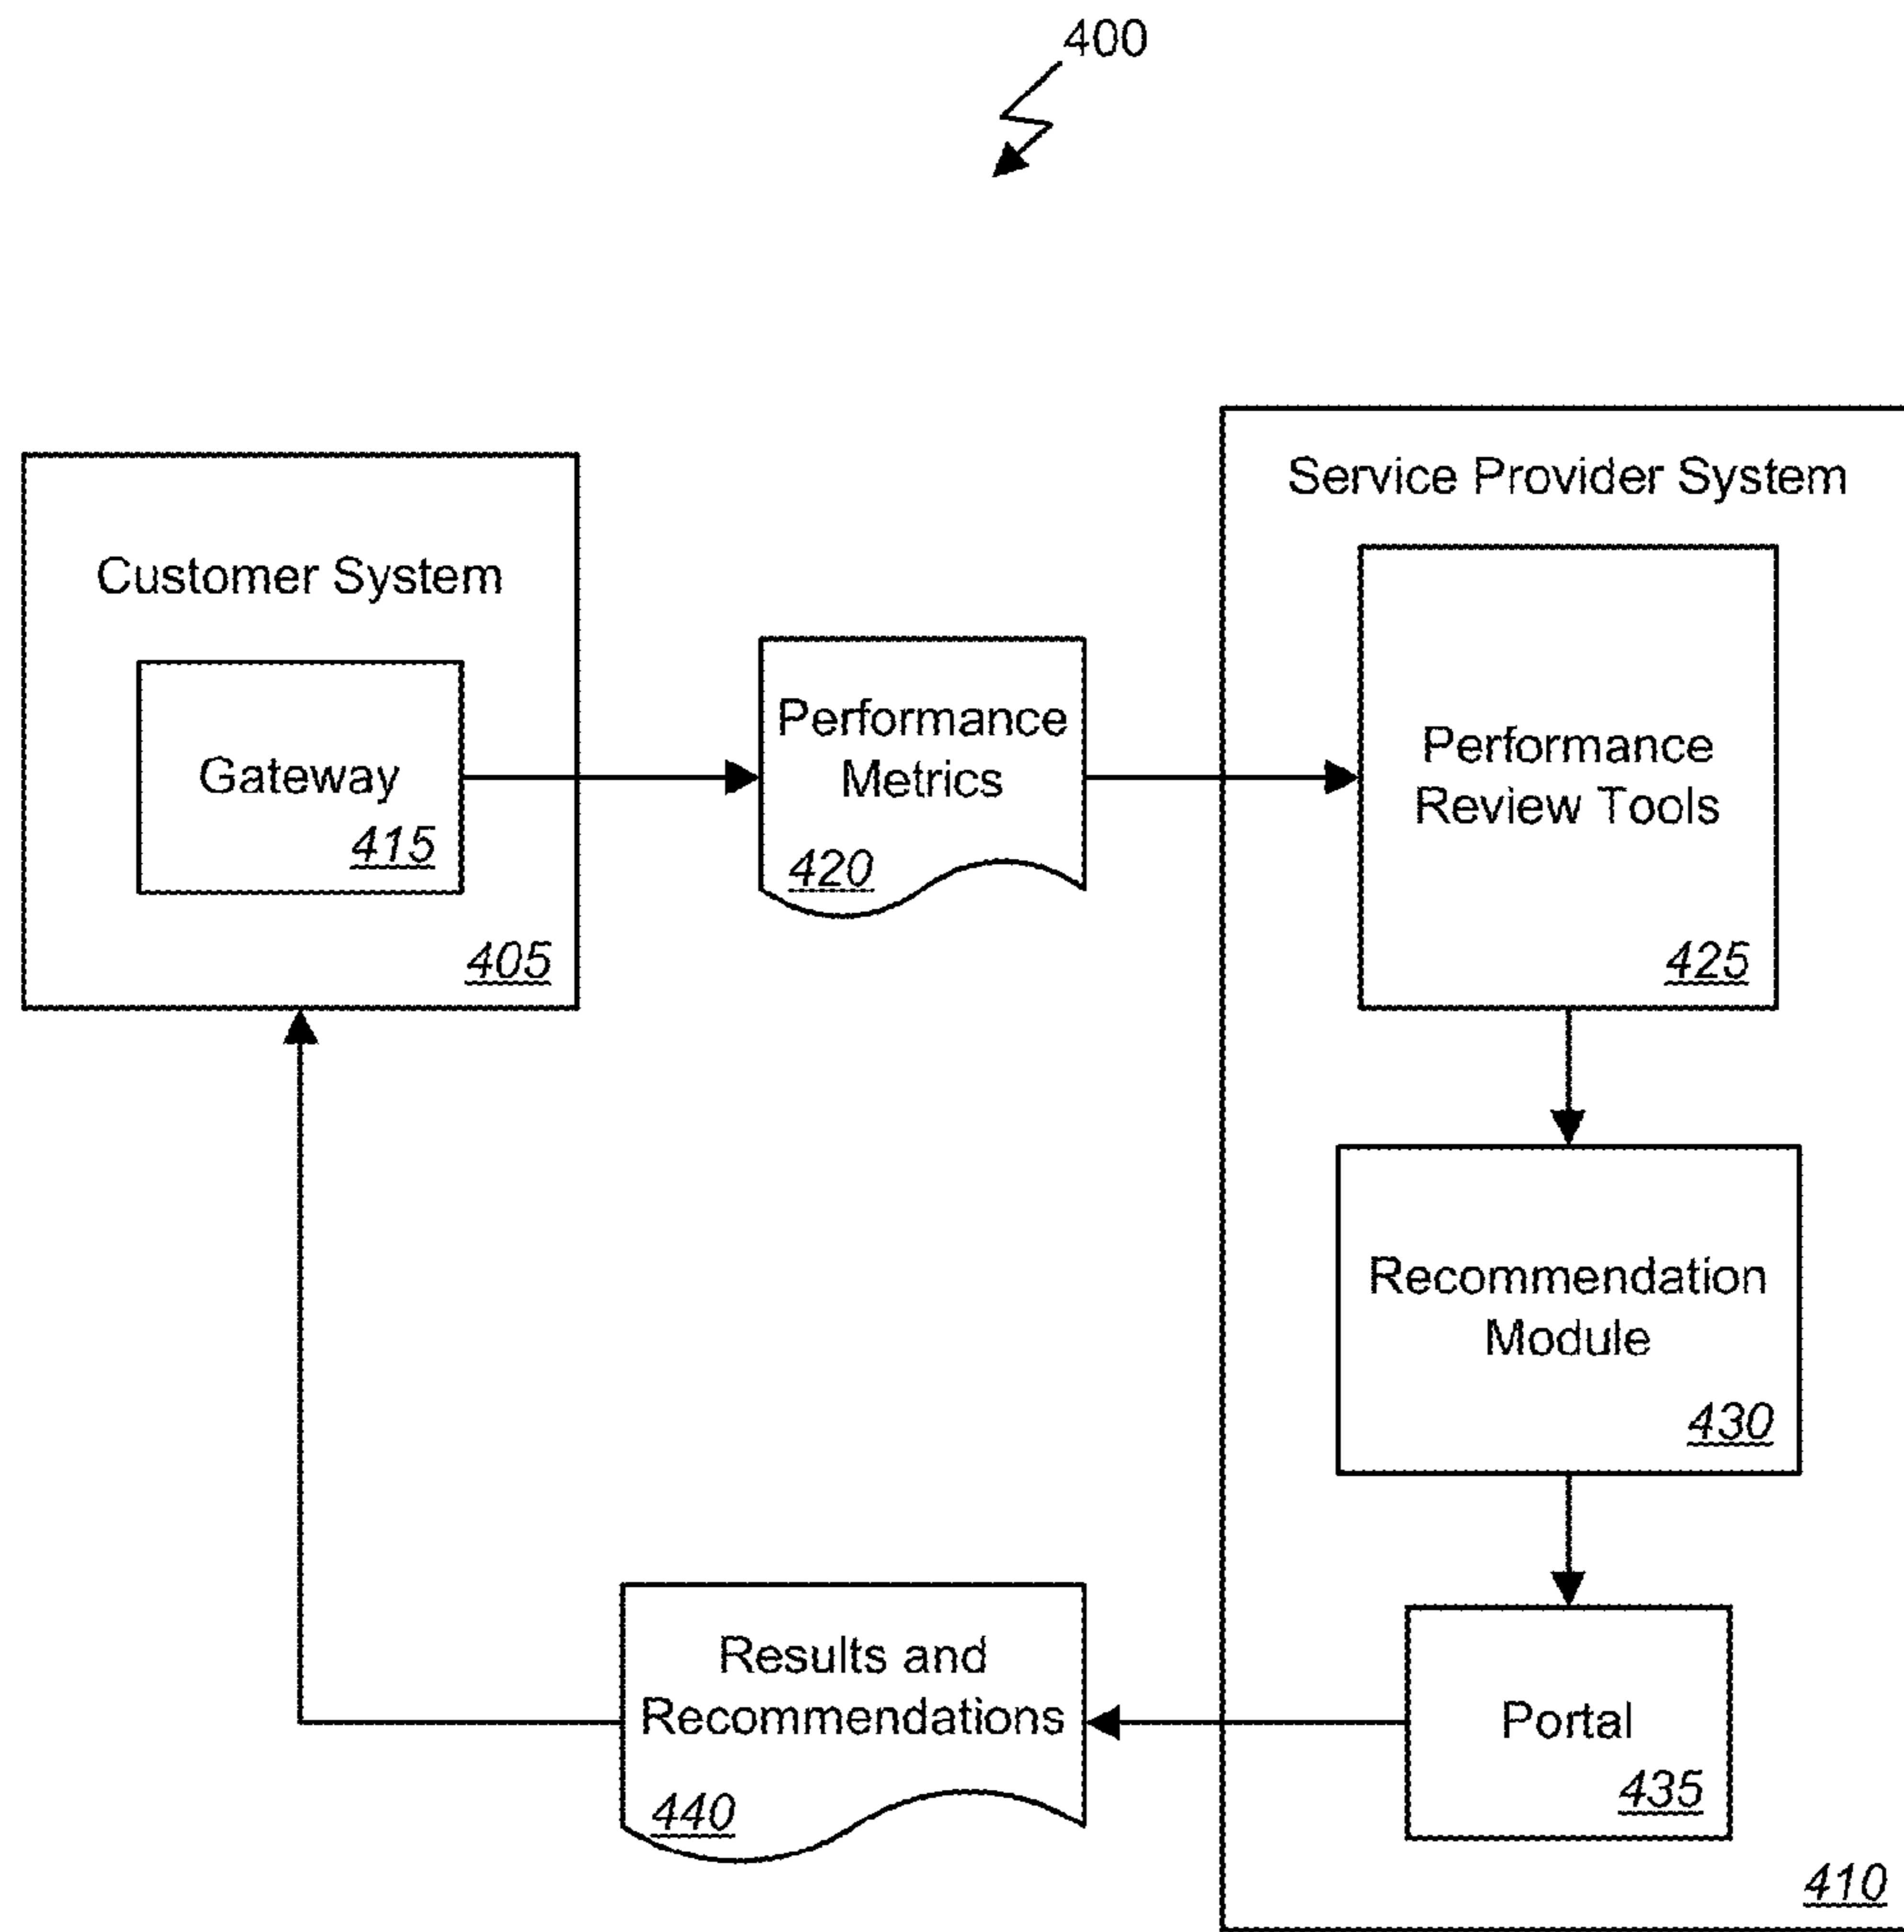 400
Customer System
Gateway
415
405
Performance
Metrics
420
Service Provider System
Performance
Review Tools
425
Recommendation
Module
430
Portal
435
410
Results and
Recommendations
440